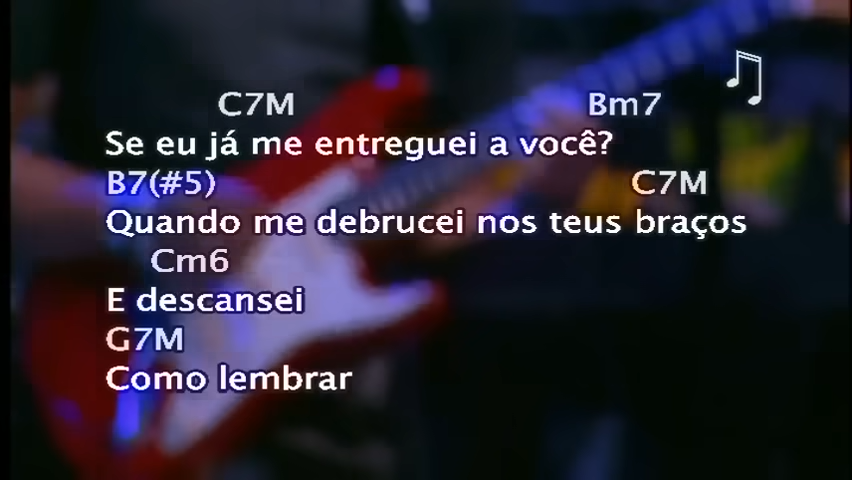 C7M Bm7
Se eu já me entreguei a você?
B7(#5) C7M
Quando me debrucei nos teus braços
Cm6
E descansei
G7M
Como lembrar